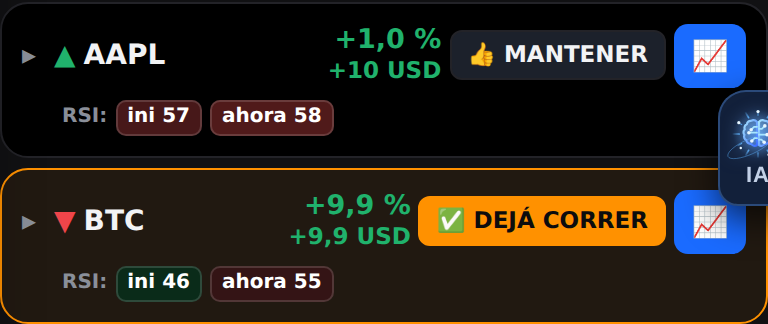 ▶ ▲ AAPL +1,0 % 👍 MANTENER
+10 USD
RSI: ini 57 ahora 58
IA
▶ ▼ BTC +9,9 % ✅ DEJÁ CORRER
+9,9 USD
RSI: ini 46 ahora 55